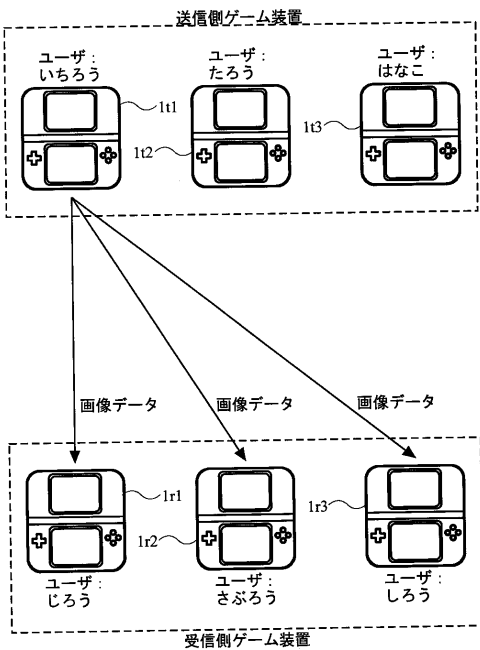 送信側ゲーム装置
ユーザ：
いちろう
ユーザ：
たろう
ユーザ：
はなこ
1t1
1t2
1t3
画像データ
画像データ
画像データ
1r1
1r2
1r3
ユーザ：
じろう
ユーザ：
さぶろう
ユーザ：
しろう
受信側ゲーム装置